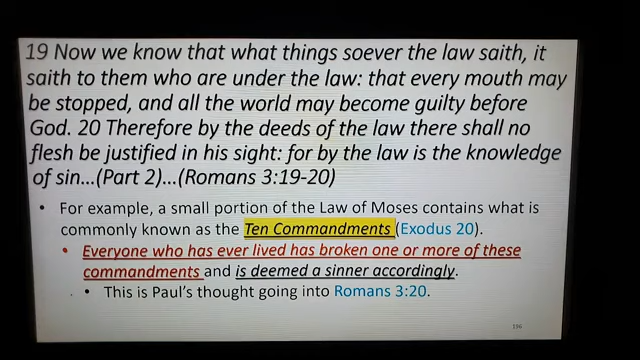 19 Now we know that what things soever the law saith, it
saith to them who are under the law: that every mouth may
be stopped, and all the world may become guilty before
God. 20 Therefore by the deeds of the law there shall no
flesh be justified in his sight: for by the law is the knowledge
of sin…(Part 2)…(Romans 3:19-20)
• For example, a small portion of the Law of Moses contains what is
commonly known as the Ten Commandments (Exodus 20).
• Everyone who has ever lived has broken one or more of these
commandments and is deemed a sinner accordingly.
• This is Paul's thought going into Romans 3:20.